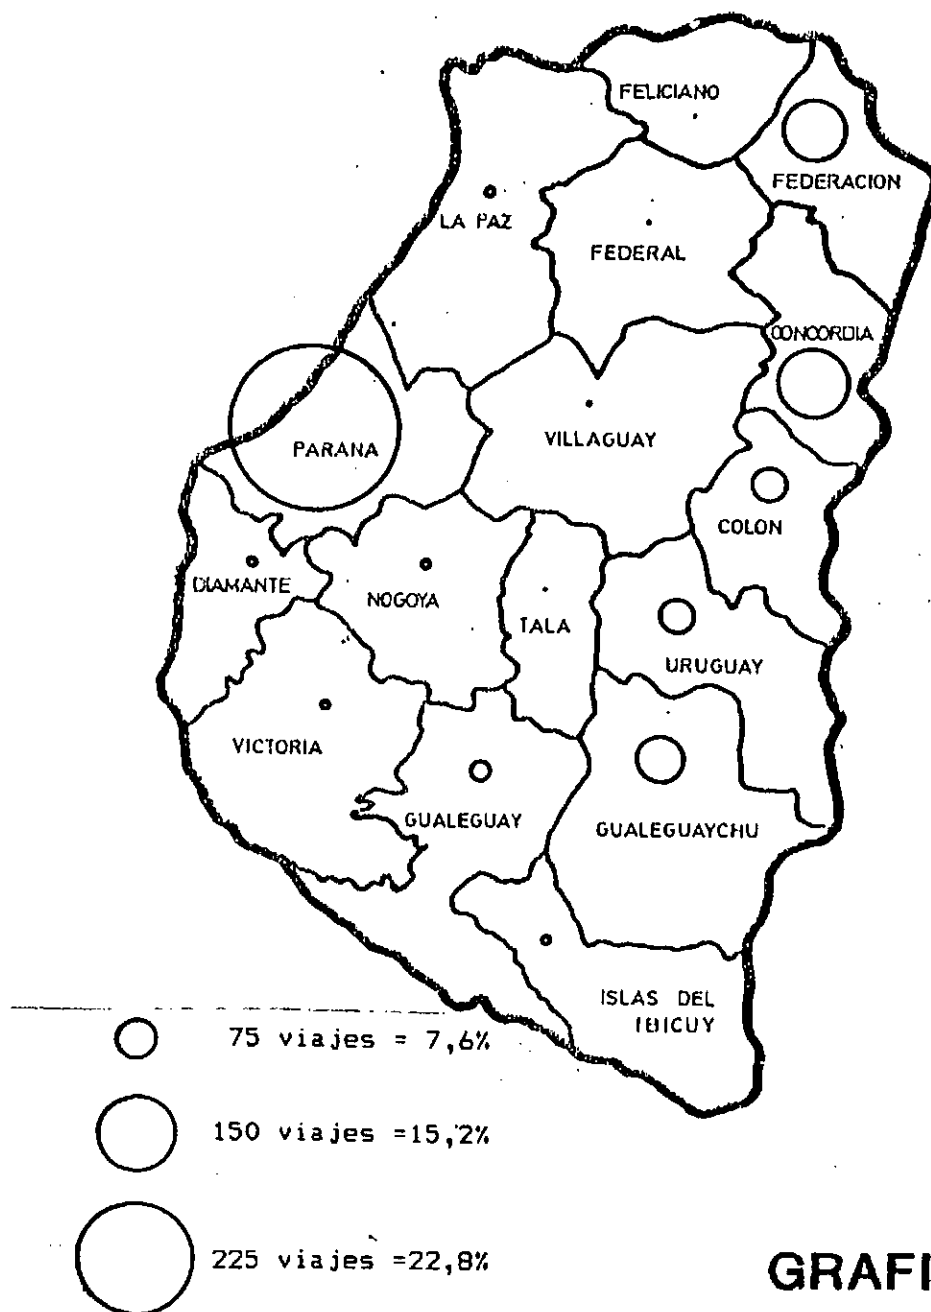 FELICIANO
FEDERACION
LA PAZ
FEDERAL
CONCORDIA
PARANA
VILLAGUAY
COLON
DIAMANTE
NOGOYA
TALA
URUGUAY
VICTORIA
GUALEGUAY
GUALEGUAYCHU
ISLAS DEL
IBICUY
75 viajes = 7,6%
150 viajes =15,2%
225 viajes =22,8%
GRAFI